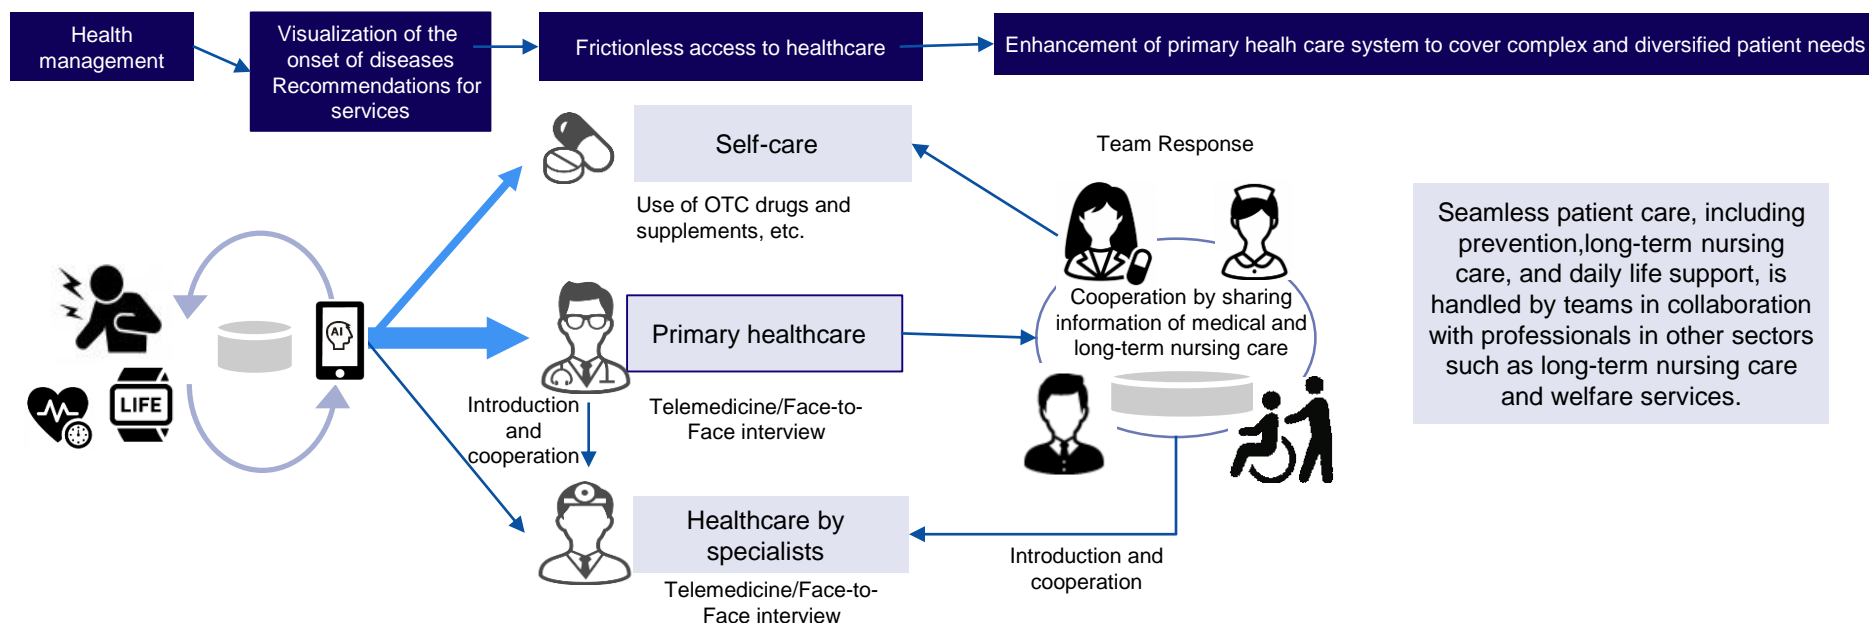 Health
management
Visualization of the
onset of diseases
Recommendations for
services
Frictionless access to healthcare
Enhancement of primary healh care system to cover complex and diversified patient needs
Self-care
Use of OTC drugs and
supplements, etc.
Team Response
AI
LIFE
Primary healthcare
Telemedicine/Face-to-
Face interview
Introduction
and
cooperation
Cooperation by sharing
information of medical and
long-term nursing care
Seamless patient care, including
prevention,long-term nursing
care, and daily life support, is
handled by teams in collaboration
with professionals in other sectors
such as long-term nursing care
and welfare services.
Healthcare by
specialists
Telemedicine/Face-to-
Face interview
Introduction and
cooperation